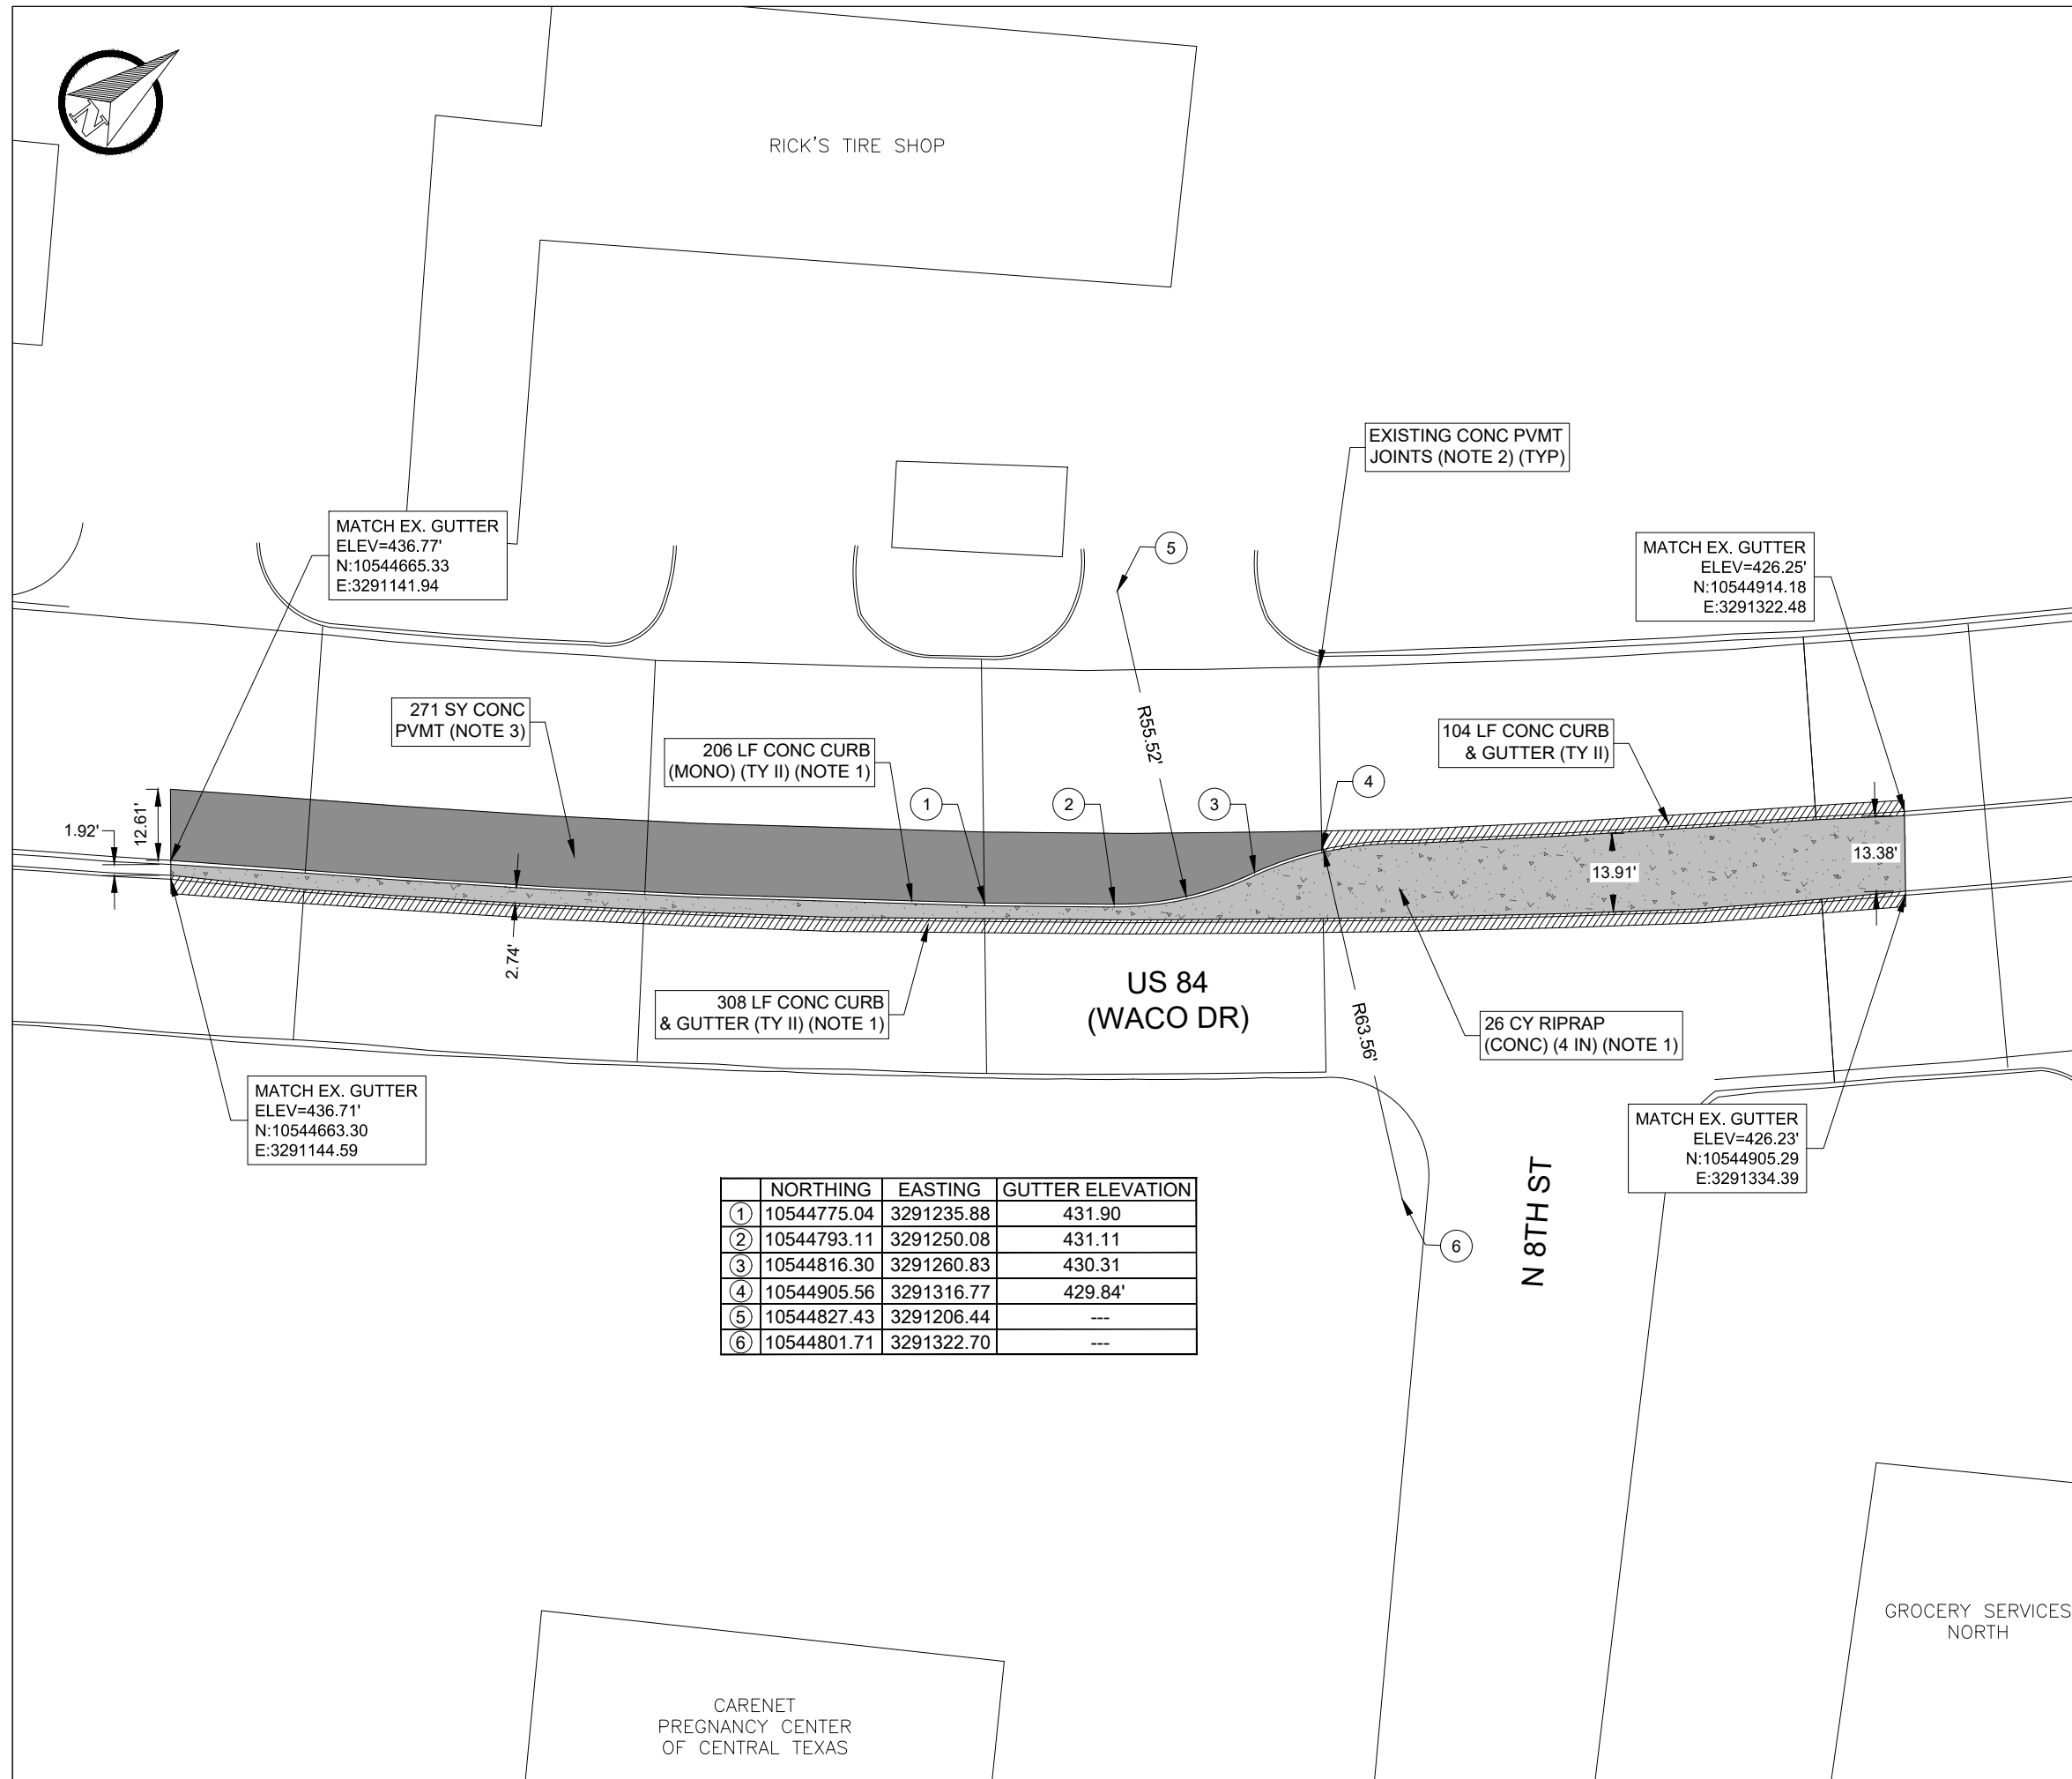 N
RICK'S TIRE SHOP
EXISTING CONC PVMT
JOINTS (NOTE 2) (TYP)
MATCH EX. GUTTER
ELEV=436.77'
N:10544665.33
E:3291141.94
5
MATCH EX. GUTTER
ELEV=426.25'
N:10544914.18
E:3291322.48
271 SY CONC
PVMT (NOTE 3)
206 LF CONC CURB
(MONO) (TY II) (NOTE 1)
R55.52'
104 LF CONC CURB
& GUTTER (TY II)
1
2
3
4
1.92'
12.61'
13.91'
13.38'
2.74'
308 LF CONC CURB
& GUTTER (TY II) (NOTE 1)
US 84
(WACO DR)
R63.56'
26 CY RIPRAP
(CONC) (4 IN) (NOTE 1)
MATCH EX. GUTTER
ELEV=436.71'
N:10544663.30
E:3291144.59
MATCH EX. GUTTER
ELEV=426.23'
N:10544905.29
E:3291334.39
N 8TH ST
6
NORTHING EASTING GUTTER ELEVATION
1 10544775.04 3291235.88 431.90
2 10544793.11 3291250.08 431.11
3 10544816.30 3291260.83 430.31
4 10544905.56 3291316.77 429.84'
5 10544827.43 3291206.44 ---
6 10544801.71 3291322.70 ---
GROCERY SERVICES
NORTH
CARENET
PREGNANCY CENTER
OF CENTRAL TEXAS